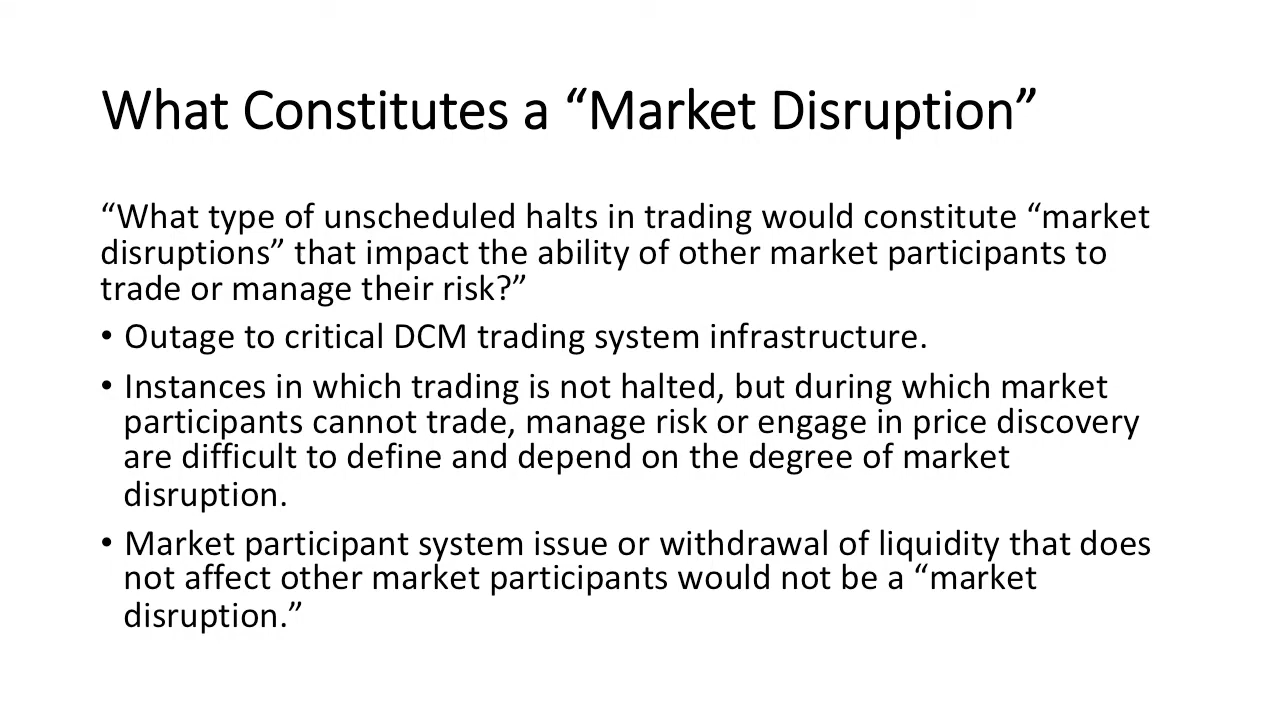 What Constitutes a “Market Disruption”
“What type of unscheduled halts in trading would constitute “market
disruptions” that impact the ability of other market participants to
trade or manage their risk?”
• Outage to critical DCM trading system infrastructure.
• Instances in which trading is not halted, but during which market
participants cannot trade, manage risk or engage in price discovery
are difficult to define and depend on the degree of market
disruption.
• Market participant system issue or withdrawal of liquidity that does
not affect other market participants would not be a “market
disruption.”